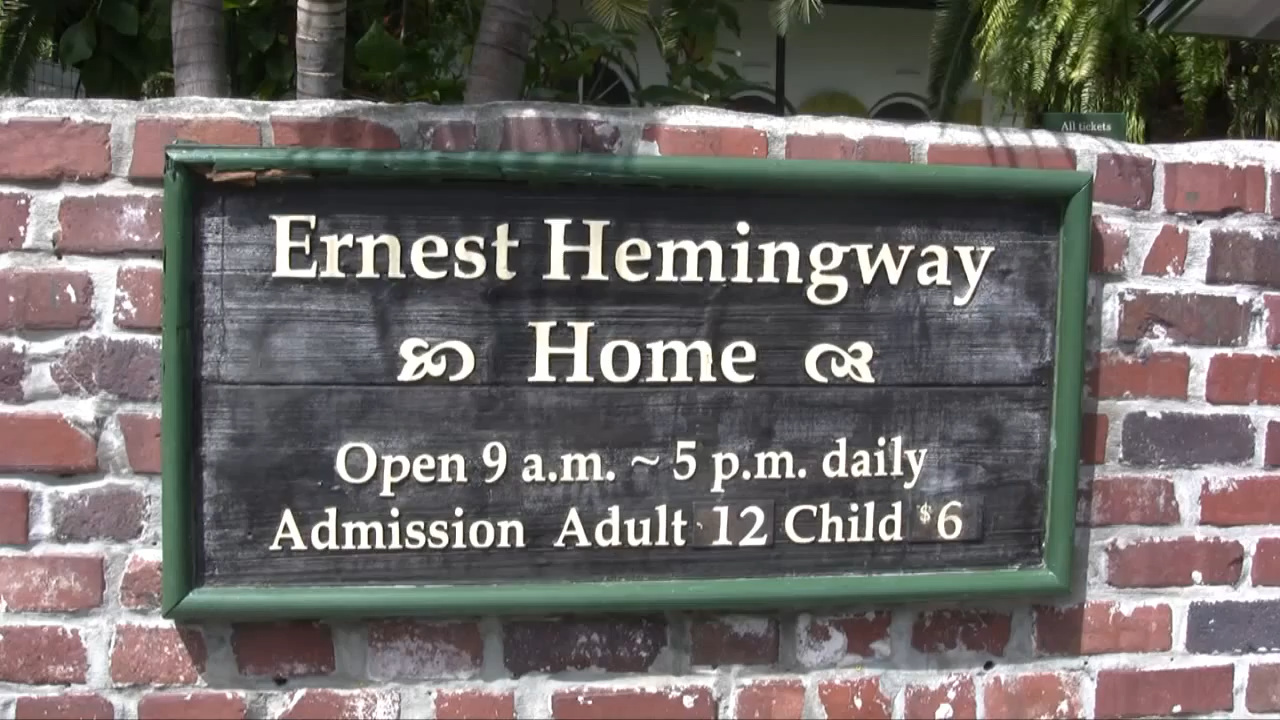 All tickets
Ernest Hemingway
Home
Open 9 a.m. ~ 5 p.m. daily
Admission Adult 12 Child $6